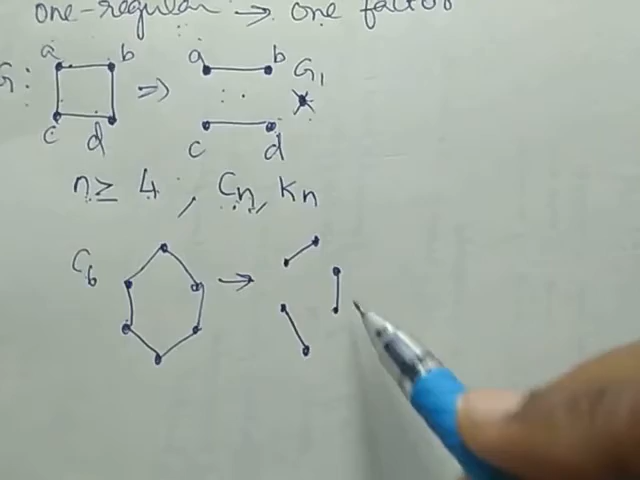 one-regular → one factor
G: a b ⇒ a b G1
c d c d
n ≥ 4, Cn, Kn
C6 →